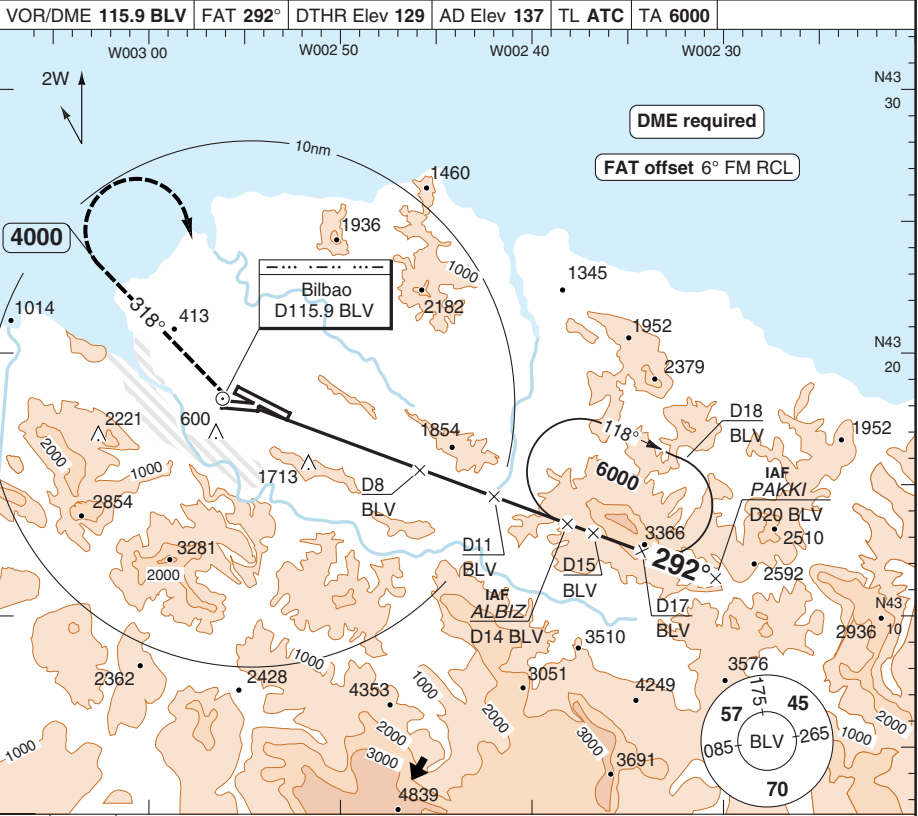 VOR/DME 115.9 BLV FAT 292° DTHR Elev 129 AD Elev 137 TL ATC TA 6000
W003 00 W002 50 W002 40 W002 30
2W
N43
30
DME required
FAT offset 6° FM RCL
10nm
1460
4000
1936
1000
Bilbao
D115.9 BLV
2182
1345
1014
318°
413
1952
N43
20
2379
2221
600
1854
118°
D18
BLV
1952
2000
1000
1713
D8
BLV
6000
IAF
PAKKI
D20 BLV
2854
2510
3366
3281
2000
D11
BLV
D15
BLV
292°
2592
IAF
ALBIZ
D14 BLV
D17
BLV
N43
10
2936
3510
1000
2362
2428
4353
1000
3051
4249
3576
2000
2000
1000
1000
3000
3000
3691
4839
175
57
45
085
BLV
265
70